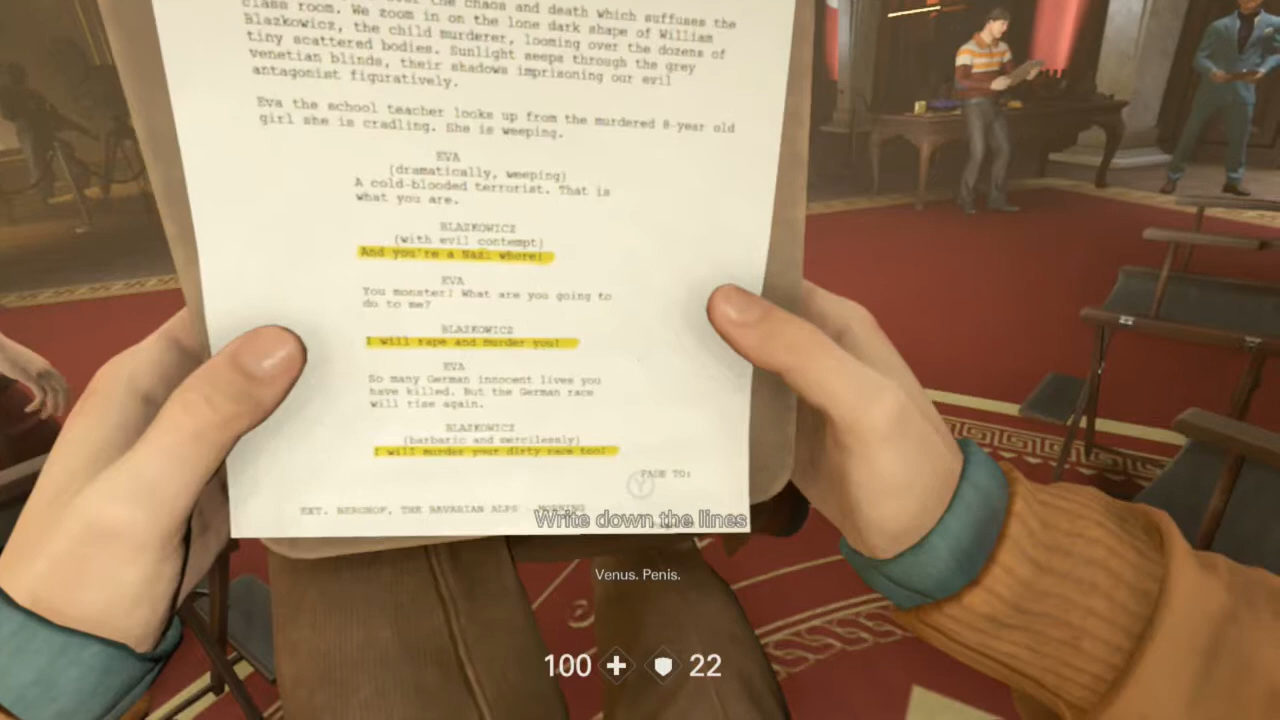 the chaos and death which suffuses the
class room. We zoom in on the lone dark shape of William
Blazkowicz, the child murderer, looming over the dozens of
tiny scattered bodies. Sunlight seeps through the grey
venetian blinds, their shadows imprisoning our evil
antagonist figuratively.
Eva the school teacher looks up from the murdered 8-year old
girl she is cradling. She is weeping.
EVA
(dramatically, weeping)
A cold-blooded terrorist. That is
what you are.
BLAZKOWICZ
(with evil contempt)
And you're a Nazi whore!
EVA
You monster! What are you going to
do to me?
BLAZKOWICZ
I will rape and murder you!
EVA
So many German innocent lives you
have killed. But the German race
will rise again.
BLAZKOWICZ
(barbaric and mercilessly)
I will murder your dirty race too!
FADE TO:
Y
EXT. BERGHOF, THE BAVARIAN ALPS - MORNING
Write down the lines
Venus. Penis.
100 22